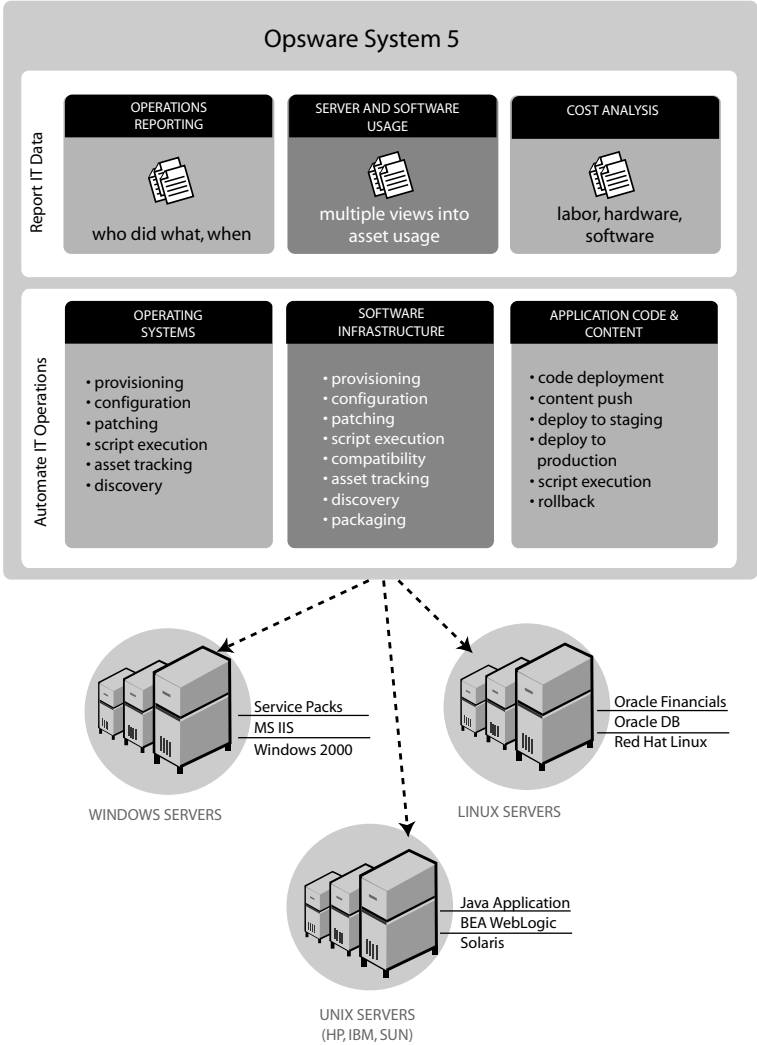 Opsware System 5
Report IT Data
OPERATIONS
REPORTING
who did what, when
SERVER AND SOFTWARE
USAGE
multiple views into
asset usage
COST ANALYSIS
labor, hardware,
software
Automate IT Operations
OPERATING
SYSTEMS
• provisioning
• configuration
• patching
• script execution
• asset tracking
• discovery
SOFTWARE
INFRASTRUCTURE
• provisioning
• configuration
• patching
• script execution
• compatibility
• asset tracking
• discovery
• packaging
APPLICATION CODE &
CONTENT
• code deployment
• content push
• deploy to staging
• deploy to
production
• script execution
• rollback
Service Packs
MS IIS
Windows 2000
WINDOWS SERVERS
Oracle Financials
Oracle DB
Red Hat Linux
LINUX SERVERS
Java Application
BEA WebLogic
Solaris
UNIX SERVERS
(HP, IBM, SUN)